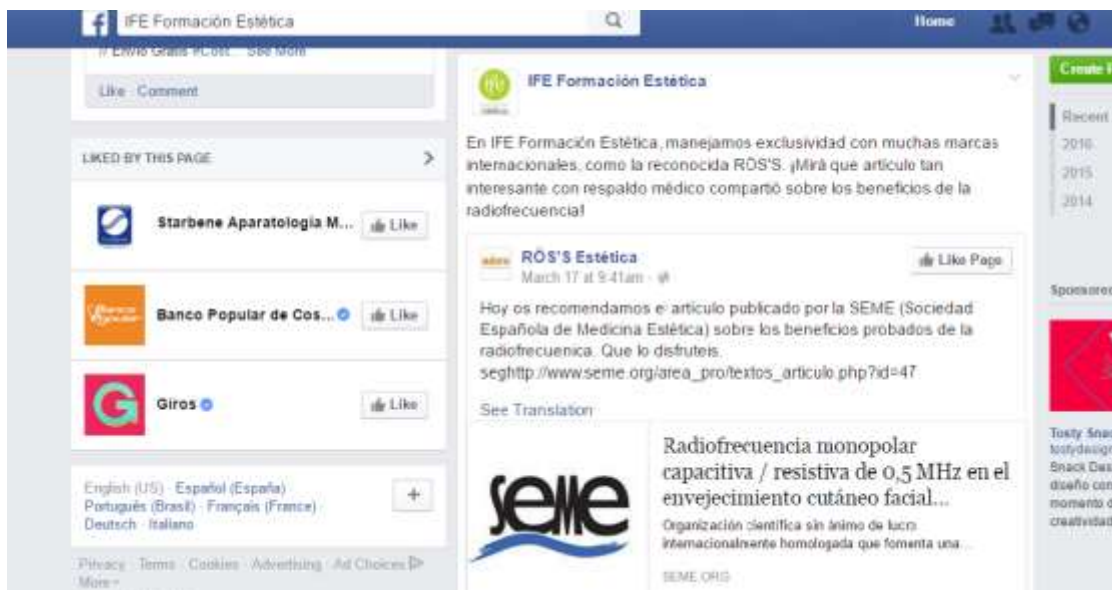 IFE Formación Estética
Home
// Envío Gratis #Cost... See More
Like · Comment
LIKED BY THIS PAGE
Starbene Aparatología M...
Like
Banco Popular de Cos...
Like
Giros
Like
English (US) · Español (España) ·
Português (Brasil) · Français (France) ·
Deutsch · Italiano
Privacy · Terms · Cookies · Advertising · Ad Choices
More
IFE Formación Estética
En IFE Formación Estética, manejamos exclusividad con muchas marcas
internacionales, como la reconocida RÖS'S. ¡Mirá que artículo tan
interesante con respaldo médico compartió sobre los beneficios de la
radiofrecuencia!
RÖS'S Estética
March 17 at 9:41am
Like Page
Hoy os recomendamos el artículo publicado por la SEME (Sociedad
Española de Medicina Estética) sobre los beneficios probados de la
radiofrecuenica. Que lo disfruteis.
seghttp://www.seme.org/area_pro/textos_articulo.php?id=47
See Translation
seme
Radiofrecuencia monopolar
capacitiva / resistiva de 0,5 MHz en el
envejecimiento cutáneo facial...
Organización científica sin ánimo de lucro
internacionalmente homologada que fomenta una...
SEME.ORG
Create
Recent
2016
2015
2014
Sponsored
Tosty Snac
tostydesign
Snack Des
diseño con
momento d
creatividad